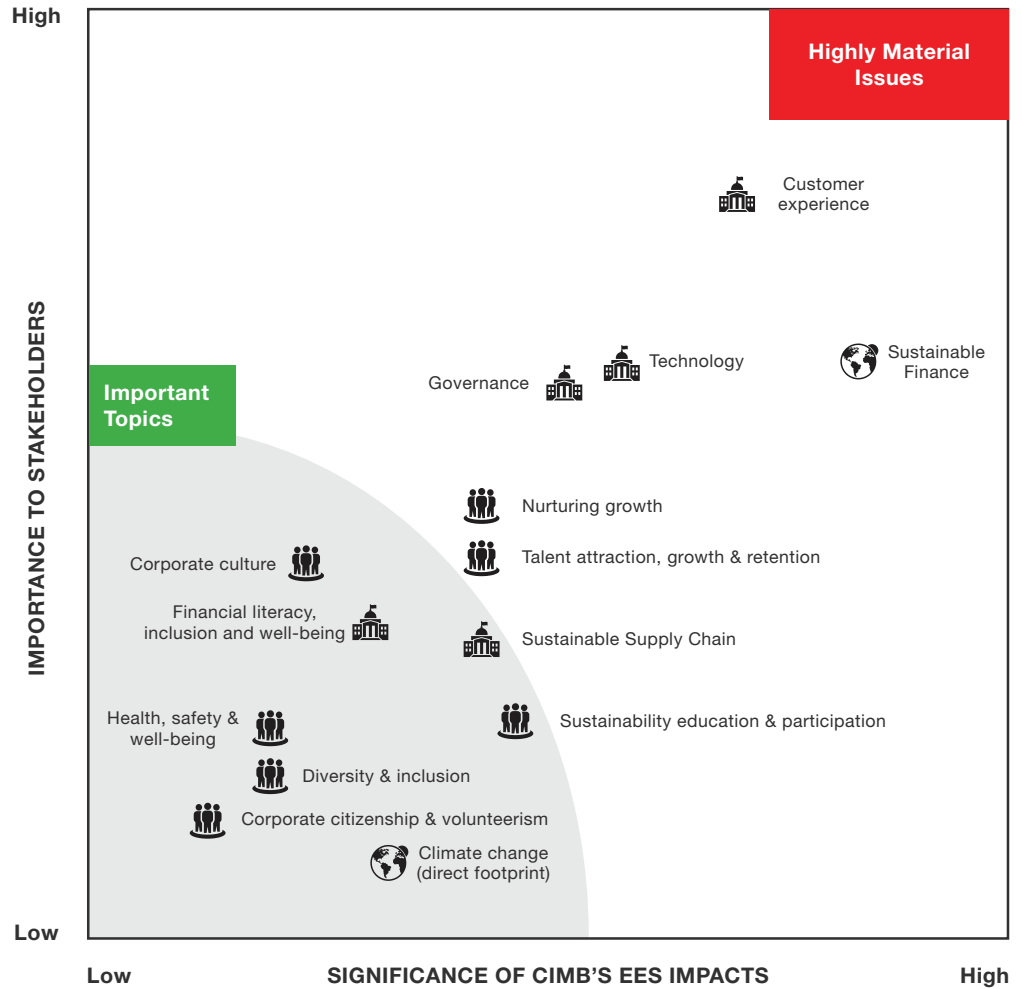 High
Highly Material
Issues
Customer
experience
IMPORTANCE TO STAKEHOLDERS
Sustainable
Finance
Technology
Governance
Important
Topics
Nurturing growth
Talent attraction, growth & retention
Corporate culture
Financial literacy,
inclusion and well-being
Sustainable Supply Chain
Health, safety &
well-being
Sustainability education & participation
Diversity & inclusion
Corporate citizenship & volunteerism
Climate change
(direct footprint)
Low
Low
SIGNIFICANCE OF CIMB'S EES IMPACTS
High